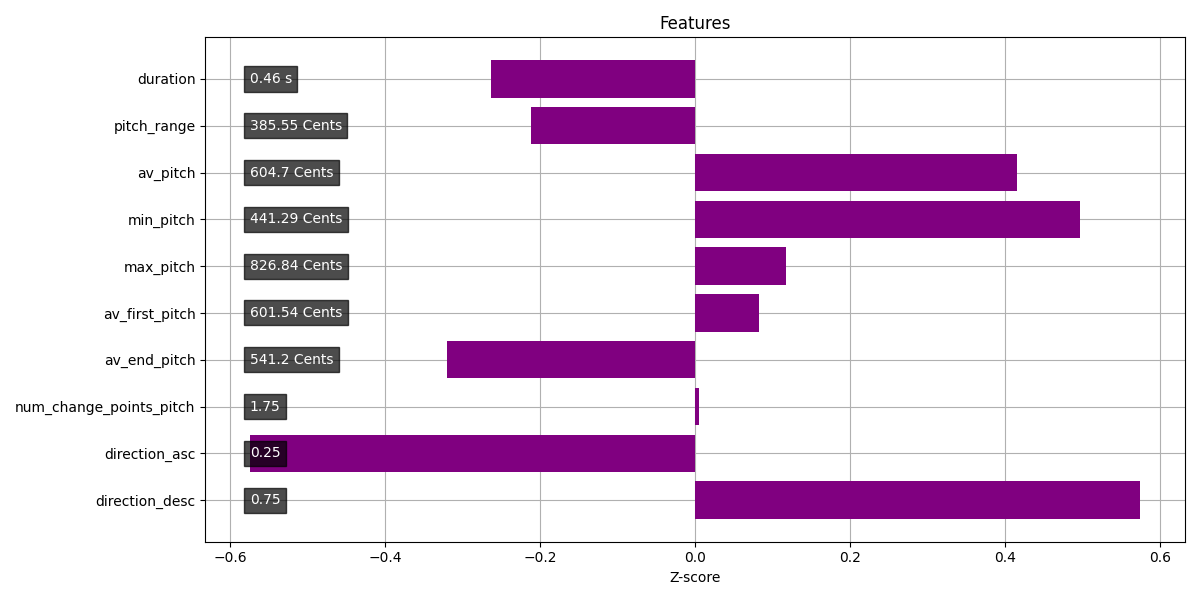 Features
duration 0.46 s
pitch_range 385.55 Cents
av_pitch 604.7 Cents
min_pitch 441.29 Cents
max_pitch 826.84 Cents
av_first_pitch 601.54 Cents
av_end_pitch 541.2 Cents
num_change_points_pitch 1.75
direction_asc 0.25
direction_desc 0.75
−0.6 −0.4 −0.2 0.0 0.2 0.4 0.6
Z-score